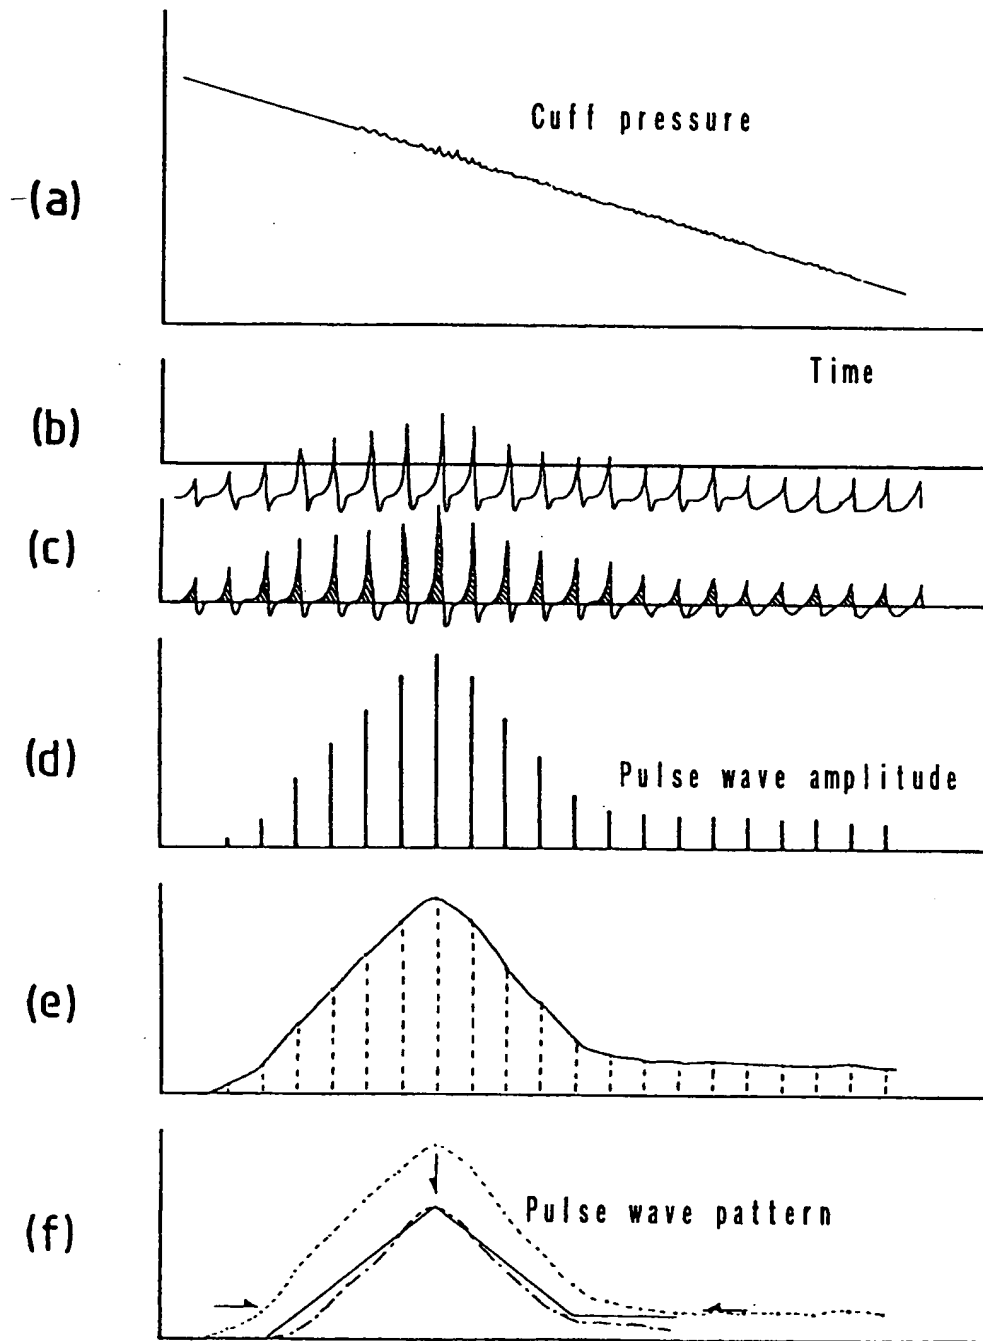 Cuff pressure
(a)
Time
(b)
(c)
(d)
Pulse wave amplitude
(e)
Pulse wave pattern
(f)